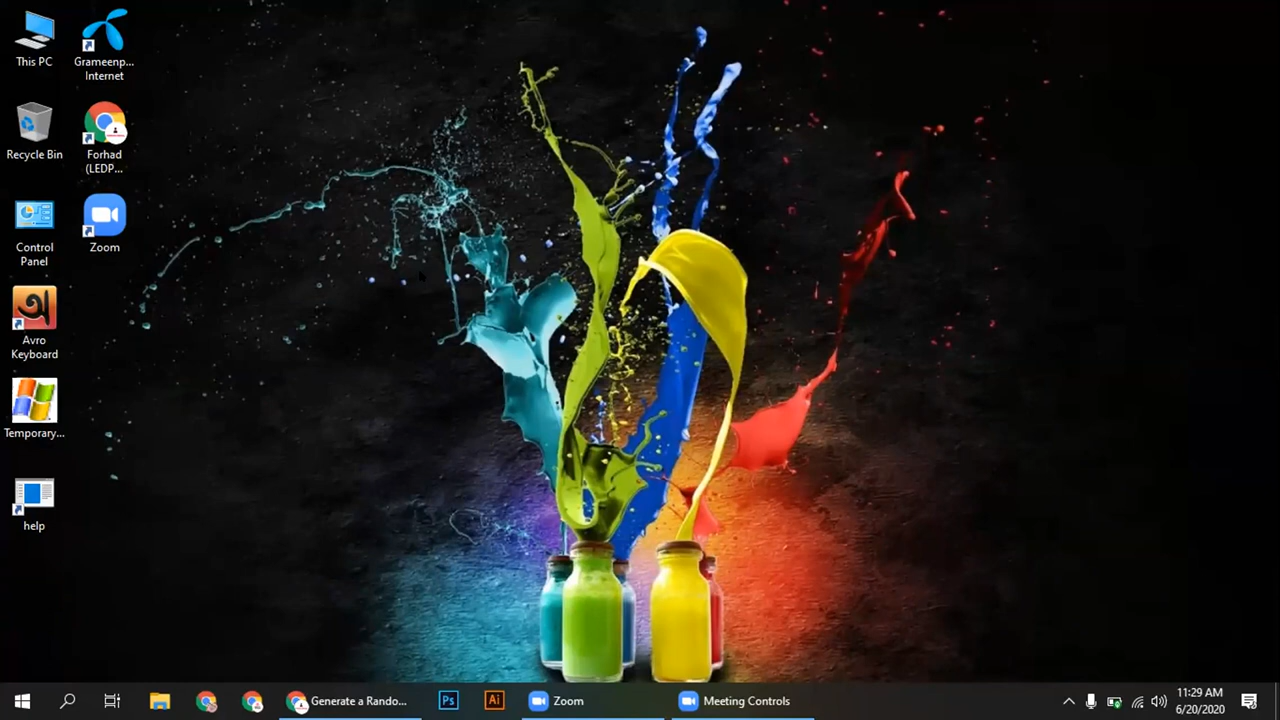 This PC
Grameenp...
Internet
Recycle Bin
Forhad
(LEDP...
Control
Panel
Zoom
অ
Avro
Keyboard
Temporary...
help
Generate a Rando...
Ps
Ai
Zoom
Meeting Controls
11:29 AM
6/20/2020